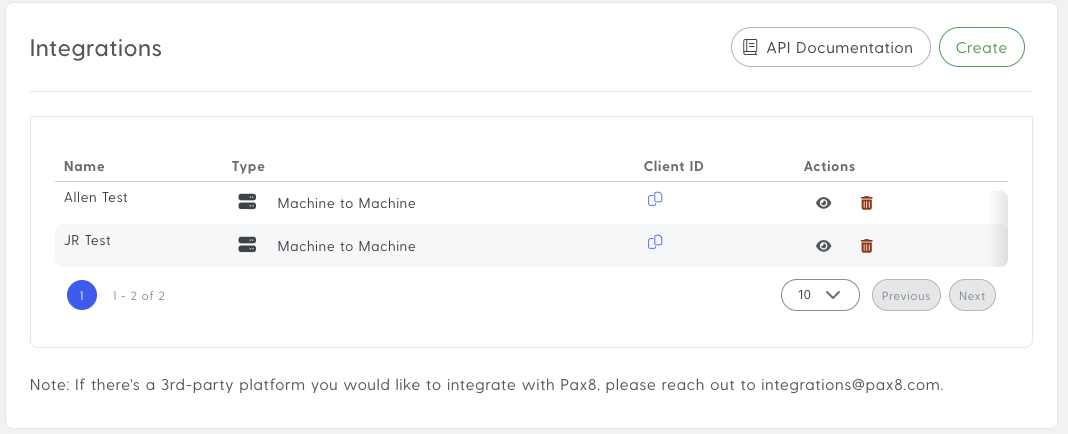 Integrations
API Documentation
Create
Name Type Client ID Actions
Allen Test Machine to Machine
JR Test Machine to Machine
1 1 - 2 of 2 10 Previous Next
Note: If there's a 3rd-party platform you would like to integrate with Pax8, please reach out to integrations@pax8.com.